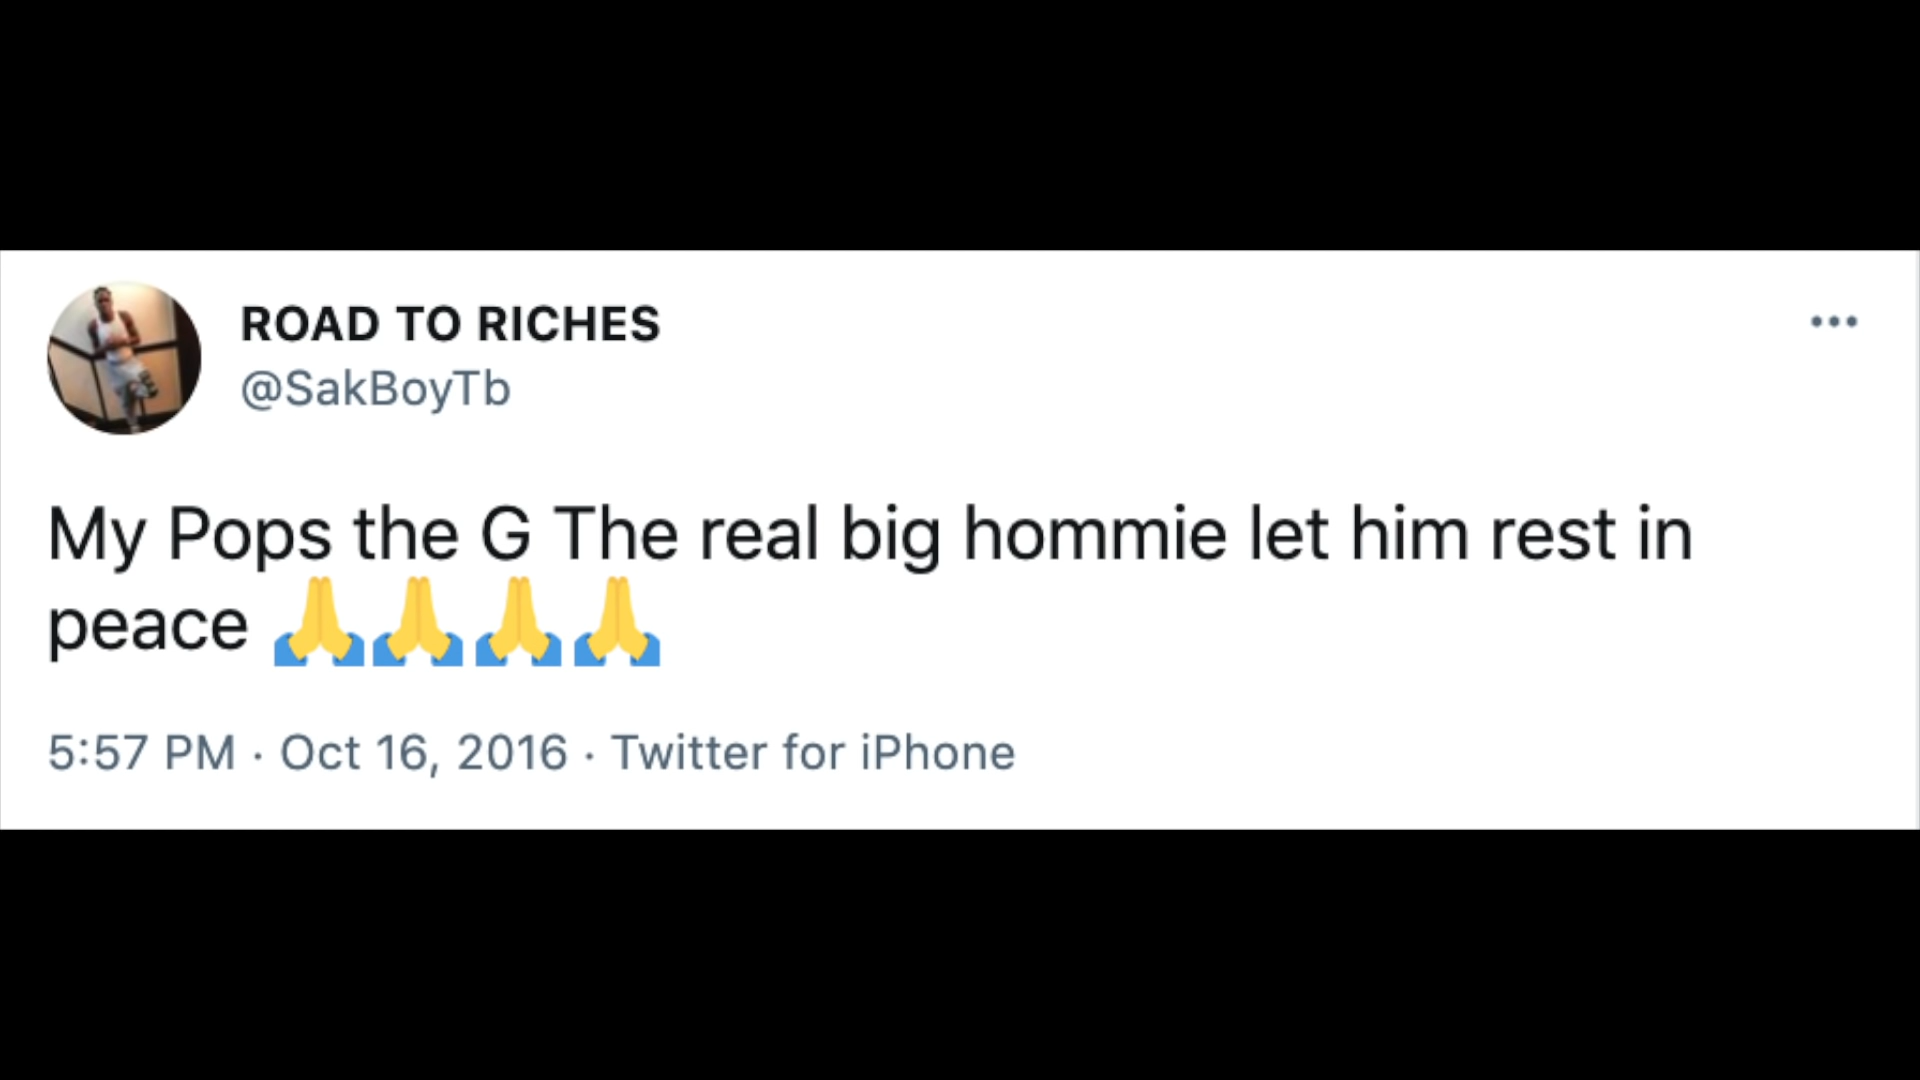 ROAD TO RICHES
@SakBoyTb
My Pops the G The real big hommie let him rest in
peace 🙏🙏🙏🙏
5:57 PM · Oct 16, 2016 · Twitter for iPhone